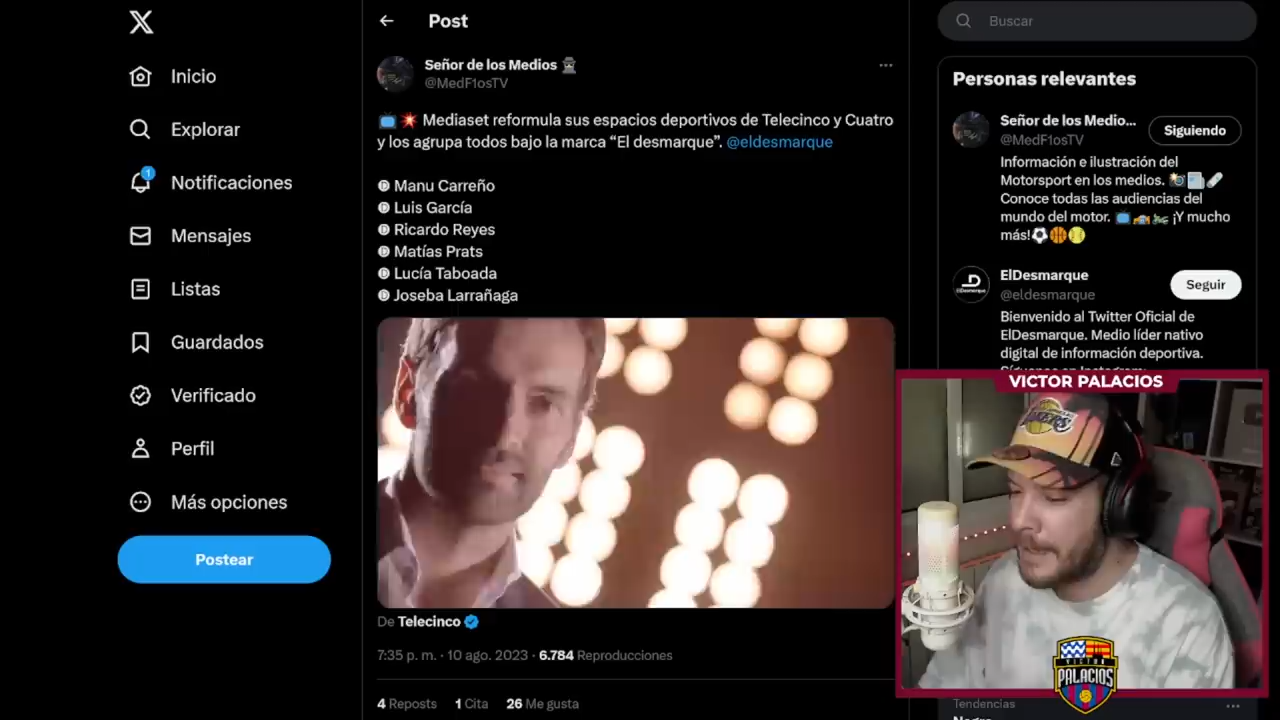 Inicio
Explorar
1
Notificaciones
Mensajes
Listas
Guardados
Verificado
Perfil
Más opciones
Postear
Post
Señor de los Medios
@MedF1osTV
Mediaset reformula sus espacios deportivos de Telecinco y Cuatro
y los agrupa todos bajo la marca “El desmarque”. @eldesmarque
Manu Carreño
Luis García
Ricardo Reyes
Matías Prats
Lucía Taboada
Joseba Larrañaga
De Telecinco
7:35 p. m. · 10 ago. 2023 · 6.784 Reproducciones
4 Reposts 1 Cita 26 Me gusta
Buscar
Personas relevantes
Señor de los Medio...
@MedF1osTV
Siguiendo
Información e ilustración del
Motorsport en los medios.
Conoce todas las audiencias del
mundo del motor. ¡Y mucho
más!
ElDesmarque
@eldesmarque
Seguir
Bienvenido al Twitter Oficial de
ElDesmarque. Medio líder nativo
digital de información deportiva.
VICTOR PALACIOS
LAKERS
VICTOR
PALACIOS
Tendencias